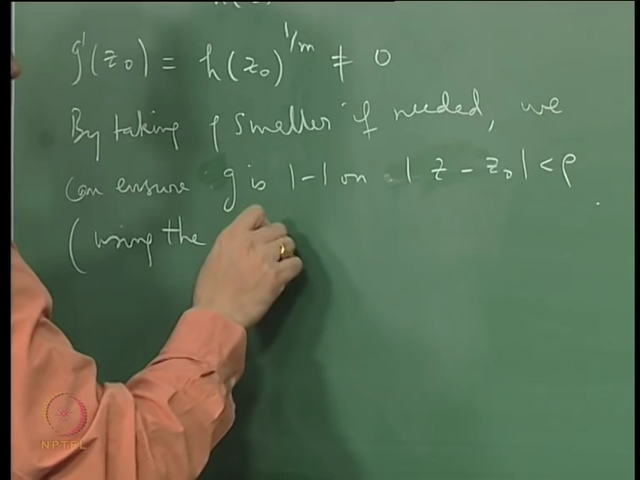 g'(z₀) = h(z₀)^{1/m} ≠ 0
By taking ρ smaller if needed, we
can ensure g is 1-1 on |z - z₀| < ρ
(using the
NPTEL